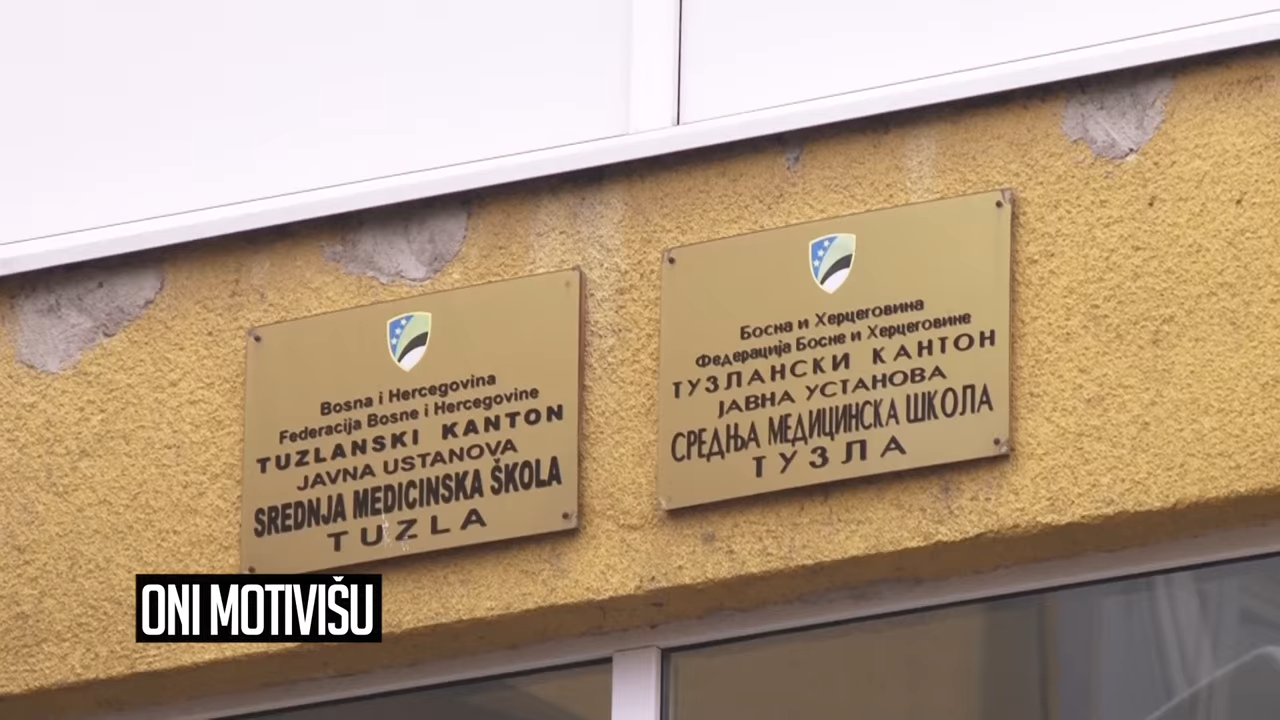 Bosna i Hercegovina
Federacija Bosne i Hercegovine
TUZLANSKI KANTON
JAVNA USTANOVA
SREDNJA MEDICINSKA ŠKOLA
TUZLA
Босна и Херцеговина
Федерација Босне и Херцеговине
ТУЗЛАНСКИ КАНТОН
ЈАВНА УСТАНОВА
СРЕДЊА МЕДИЦИНСКА ШКОЛА
ТУЗЛА
ONI MOTIVIŠU